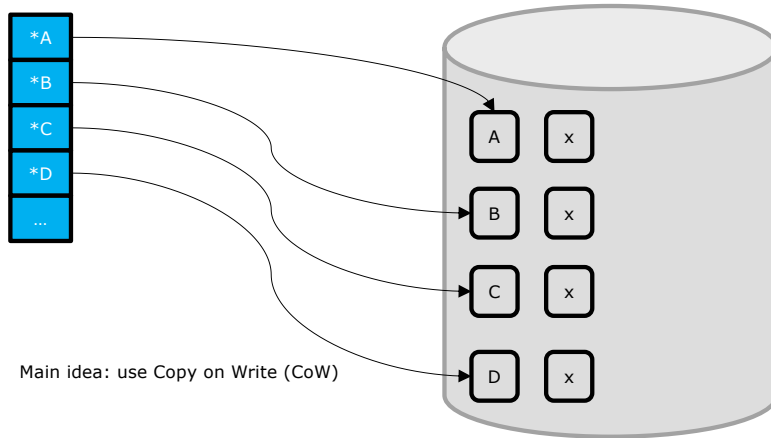 *A
*B
*C
*D
...
A x
B x
C x
D x
Main idea: use Copy on Write (CoW)